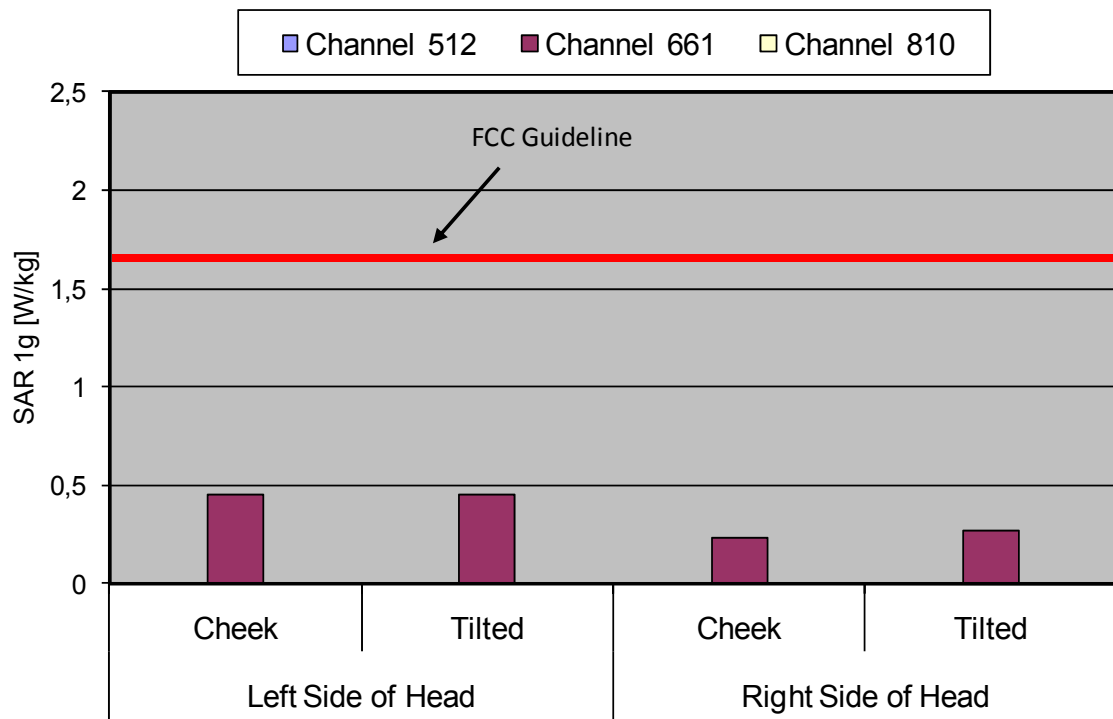 Channel 512 Channel 661 Channel 810
2,5
FCC Guideline
2
1,5
1
0,5
0
SAR 1g [W/kg]
Cheek Tilted Cheek Tilted
Left Side of Head Right Side of Head